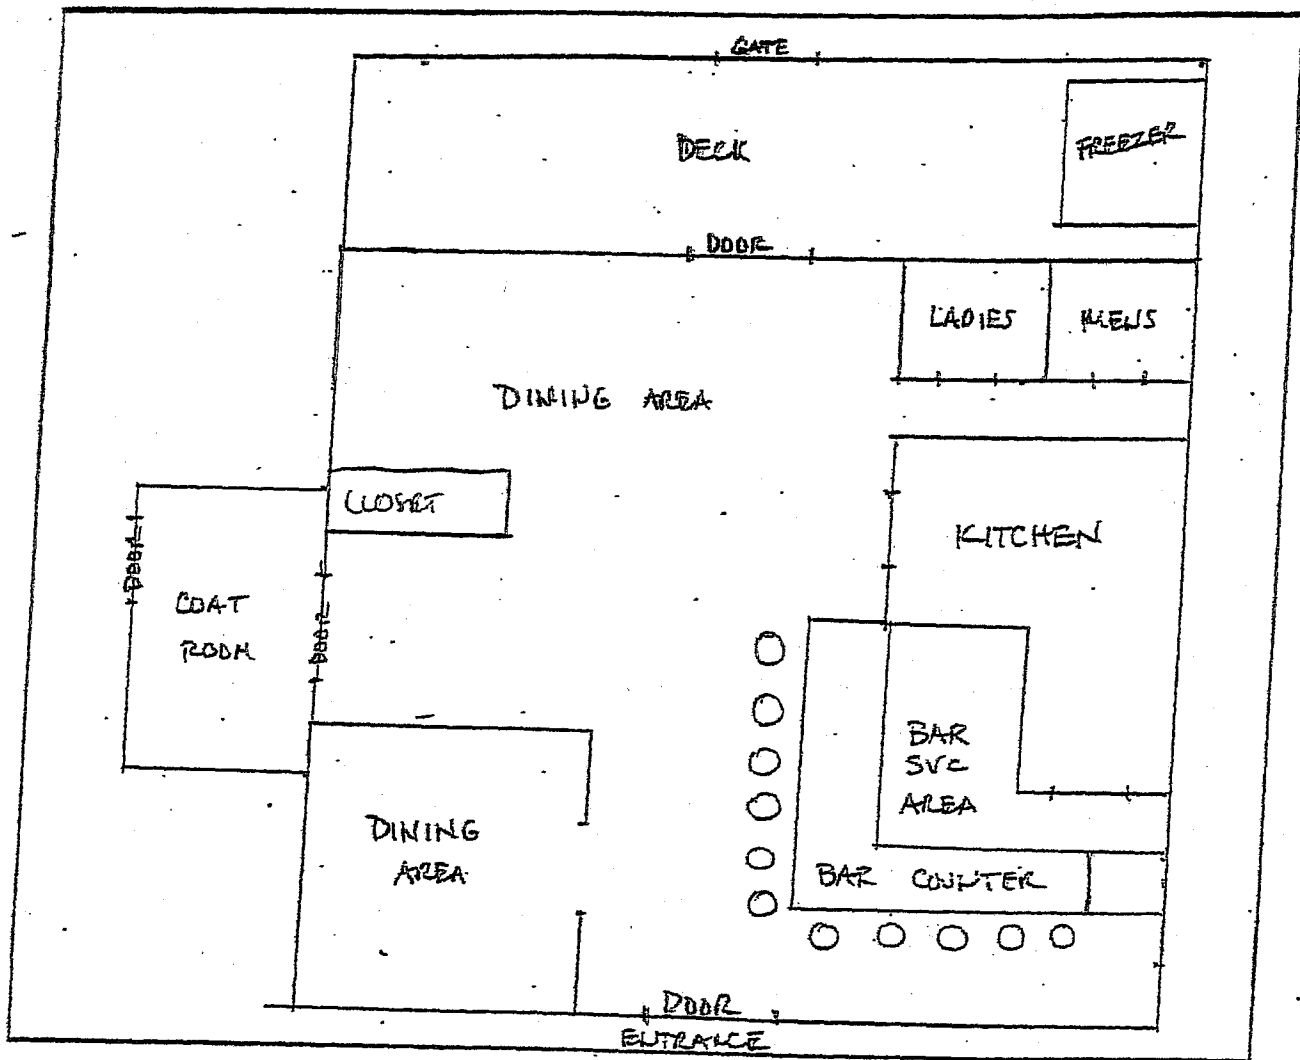 GATE
DECK
FREEZER
DOOR
LADIES
MENS
DINING AREA
CLOSET
KITCHEN
DOOR
COAT
ROOM
DOOR
BAR
SVC
AREA
DINING
AREA
BAR COUNTER
DOOR
ENTRANCE